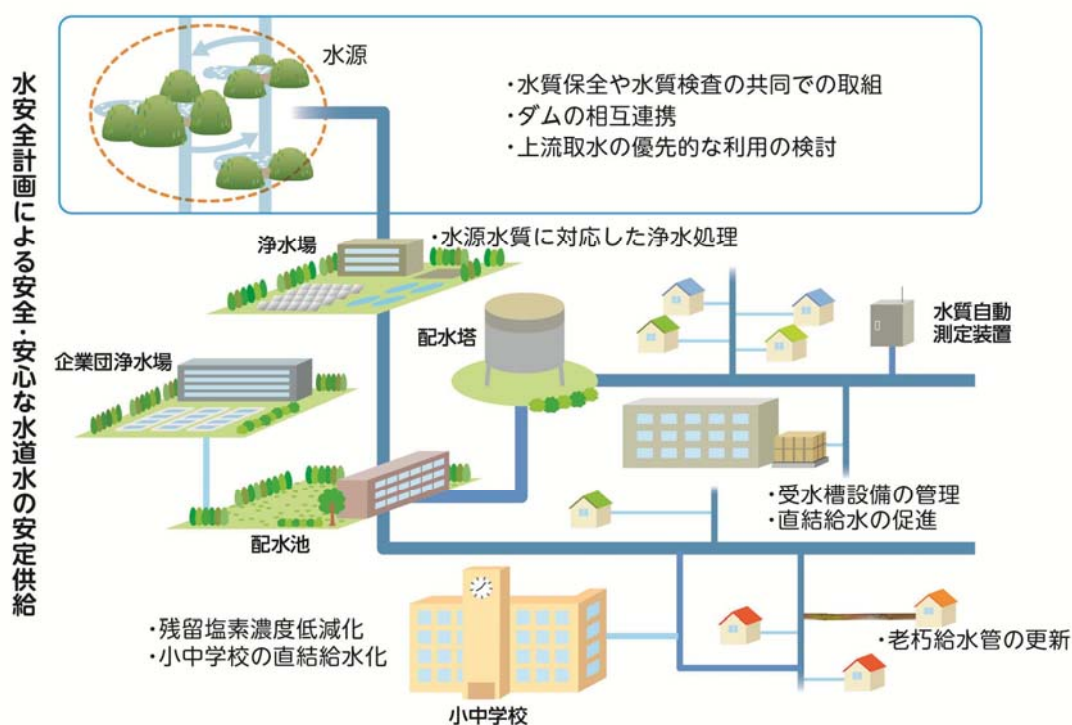 水安全計画による安全・安心な水道水の安定供給
水源
・水質保全や水質検査の共同での取組
・ダムの相互連携
・上流取水の優先的な利用の検討
浄水場
・水源水質に対応した浄水処理
配水塔
水質自動
測定装置
企業団浄水場
・受水槽設備の管理
・直結給水の促進
配水池
・残留塩素濃度低減化
・小中学校の直結給水化
・老朽給水管の更新
小中学校